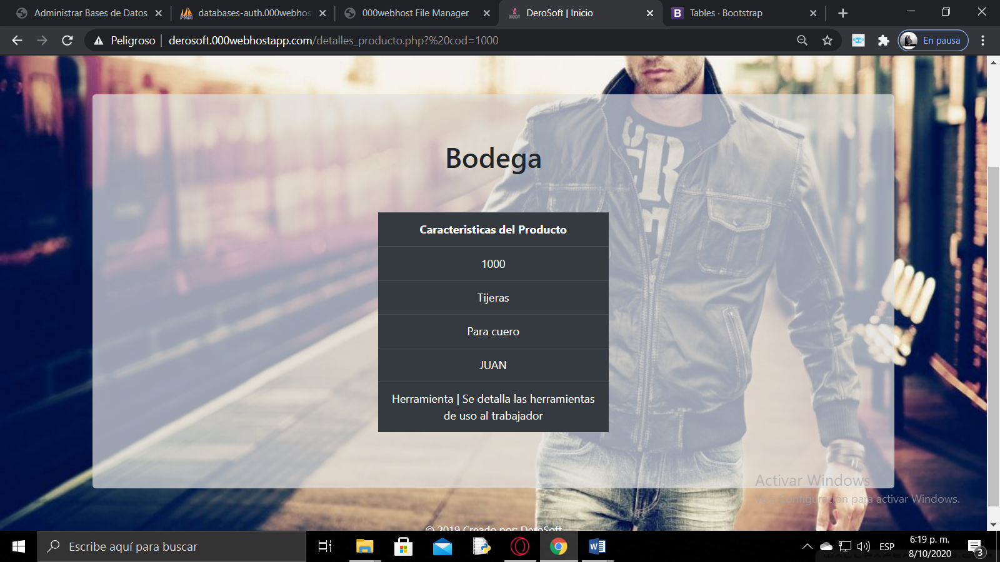 Administrar Bases de Datos
databases-auth.000webhos
000webhost File Manager
DeroSoft | Inicio
B
Tables · Bootstrap
Peligroso
derosoft.000webhostapp.com/detalles_producto.php?%20cod=1000
En pausa
Bodega
Caracteristicas del Producto
1000
Tijeras
Para cuero
JUAN
Herramienta | Se detalla las herramientas
de uso al trabajador
Activar Windows
Configuración para activar Windows.
© 2019 Creado por: DeroSoft
Escribe aquí para buscar
ESP
6:19 p. m.
8/10/2020
3